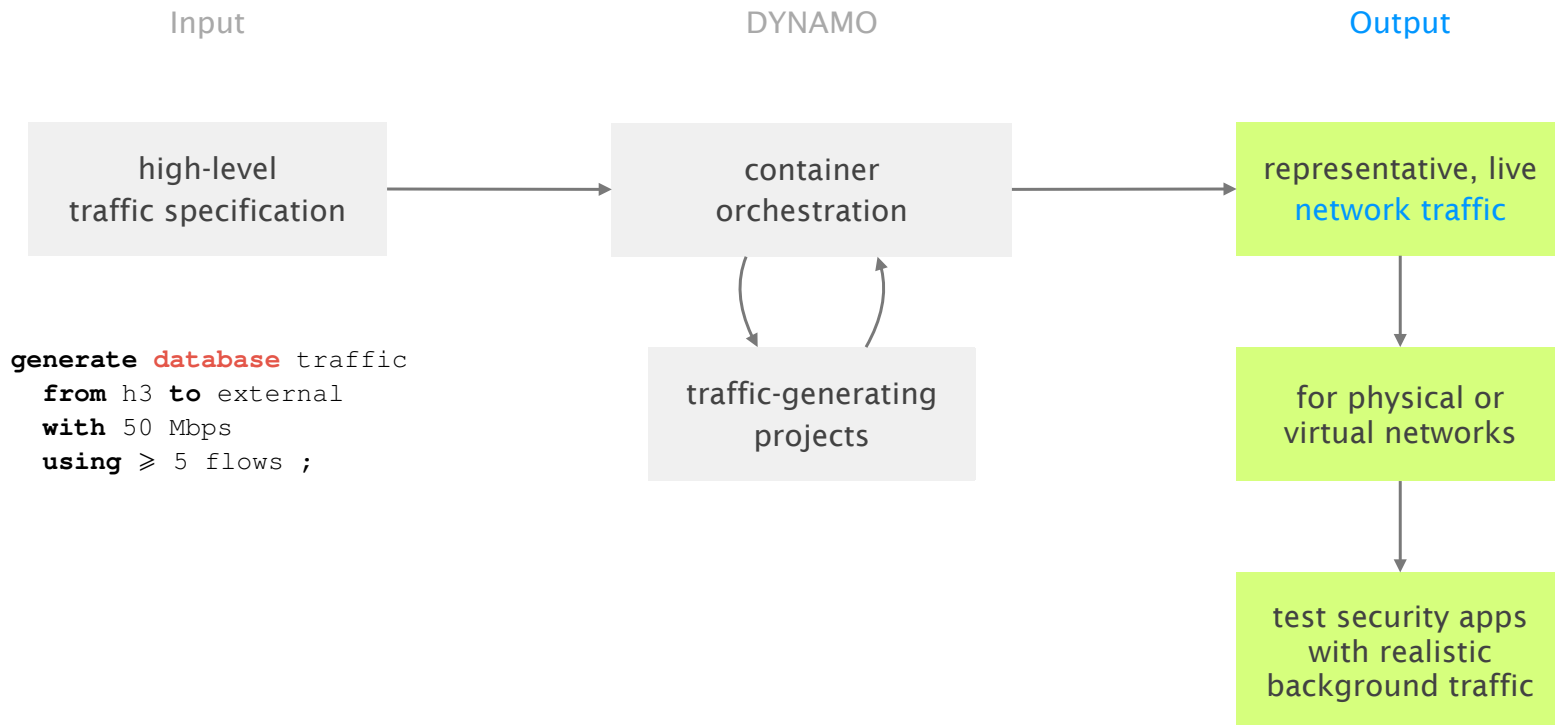 Input
DYNAMO
Output
high-level
traffic specification
container
orchestration
representative, live
network traffic
generate database traffic
from h3 to external
with 50 Mbps
using ⩾ 5 flows ;
traffic-generating
projects
for physical or
virtual networks
test security apps
with realistic
background traffic